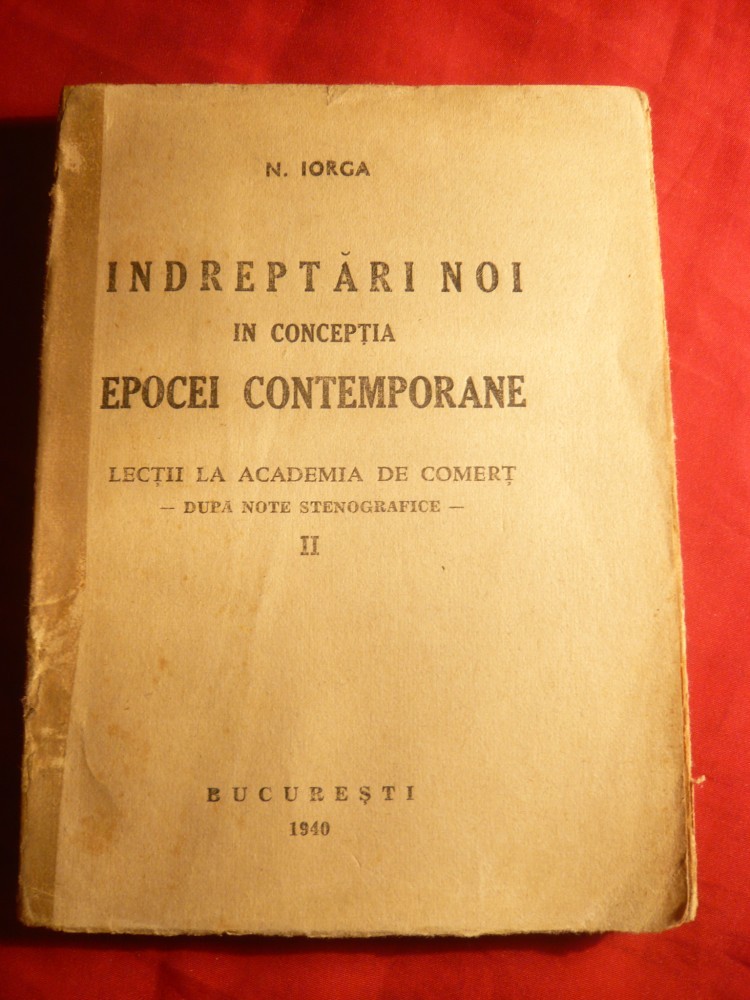 N. IORGA
INDREPTĂRI NOI
IN CONCEPȚIA
EPOCEI CONTEMPORANE
LECȚII LA ACADEMIA DE COMERȚ
— DUPĂ NOTE STENOGRAFICE —
II
BUCUREȘTI
1940